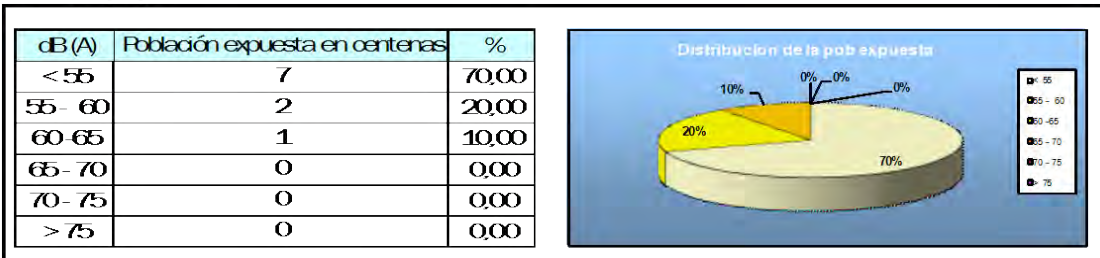 dB (A) Población expuesta en centenas %
< 55 7 70,00
55 - 60 2 20,00
60-65 1 10,00
65 - 70 0 0,00
70 - 75 0 0,00
> 75 0 0,00
Distribucion de la pob expuesta
0% 0%
10% 0%
20%
70%
< 55
55 - 60
60 -65
65 - 70
70 - 75
> 75